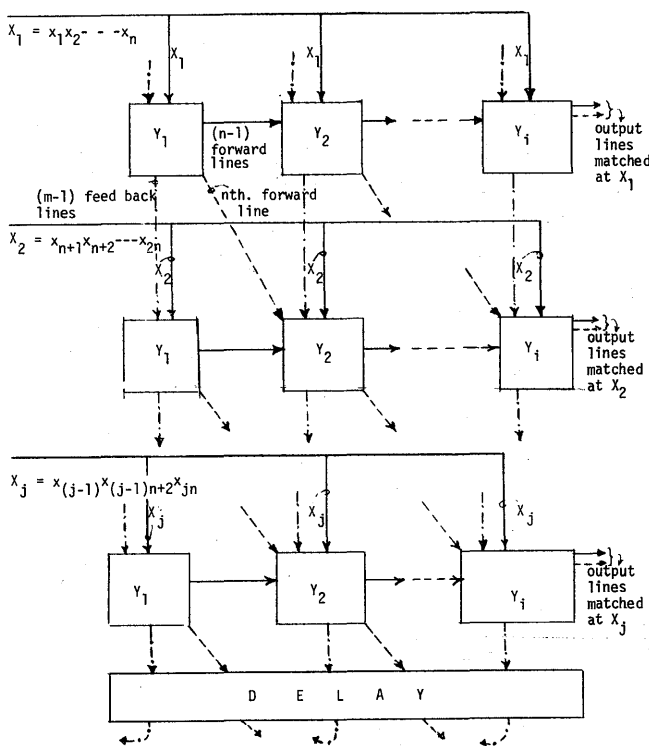 X₁ = x₁x₂- - -xₙ
X₁ X₁ X₁
Y₁ (n-1) forward lines Y₂ Yᵢ output lines matched at X₁
(m-1) feed back lines nth. forward line
X₂ = xₙ₊₁xₙ₊₂---x₂ₙ
X₂ X₂ X₂
Y₁ Y₂ Yᵢ output lines matched at X₂
Xⱼ = x₍ⱼ₋₁₎x₍ⱼ₋₁₎ₙ₊₂xⱼₙ
Xⱼ Xⱼ Xⱼ
Y₁ Y₂ Yᵢ output lines matched at Xⱼ
D E L A Y